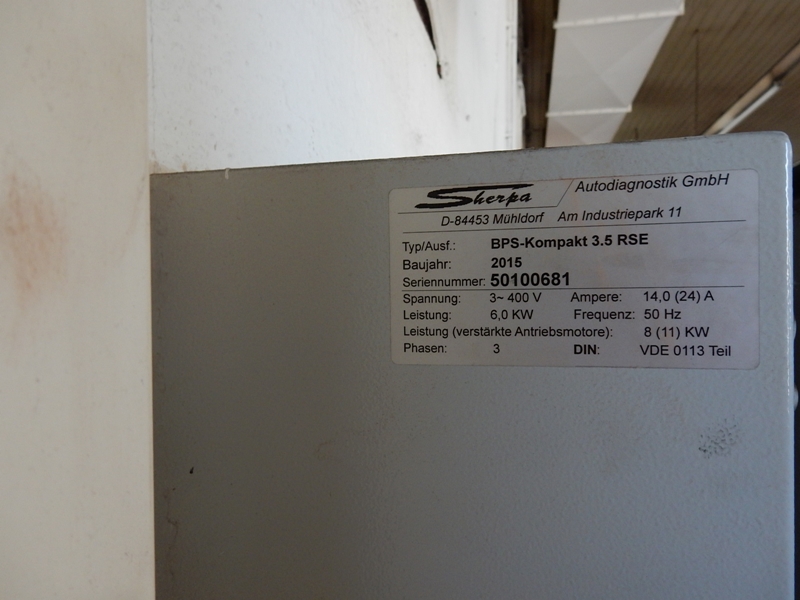 Sherpa Autodiagnostik GmbH
D-84453 Mühldorf Am Industriepark 11
Typ/Ausf.: BPS-Kompakt 3.5 RSE
Baujahr: 2015
Seriennummer: 50100681
Spannung: 3~ 400 V Ampere: 14,0 (24) A
Leistung: 6,0 KW Frequenz: 50 Hz
Leistung (verstärkte Antriebsmotore): 8 (11) KW
Phasen: 3 DIN: VDE 0113 Teil